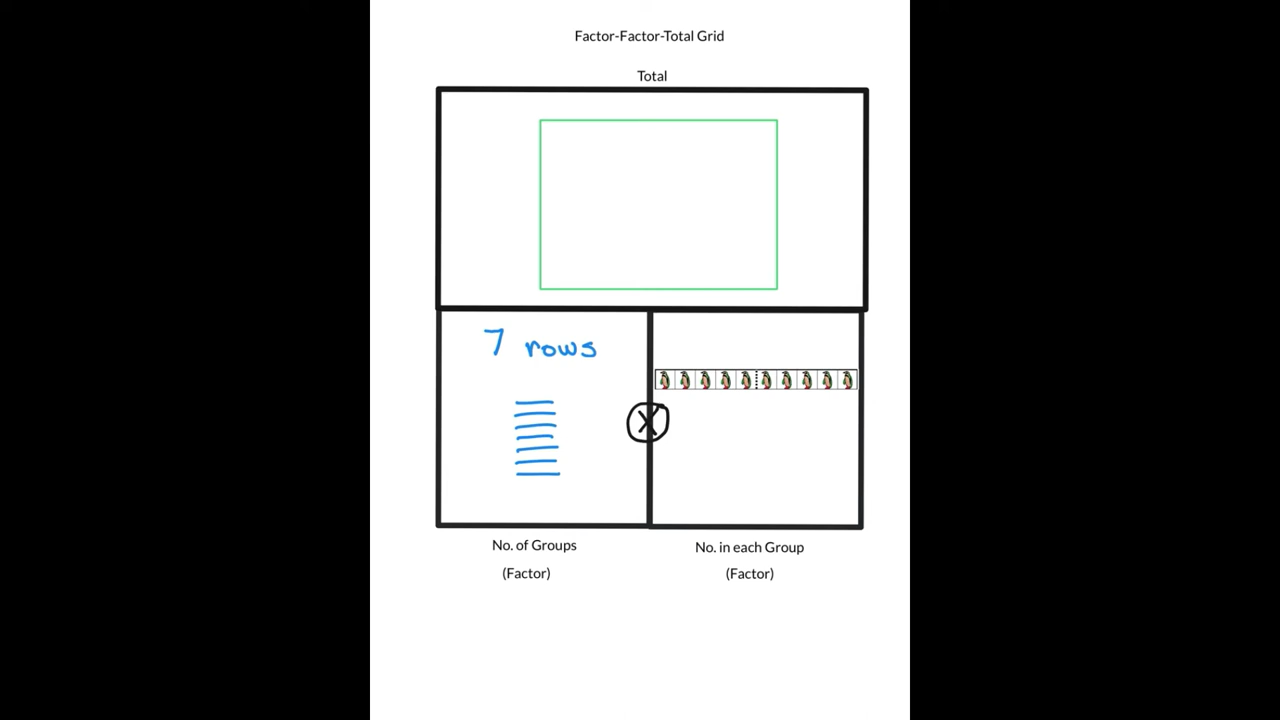 Factor-Factor-Total Grid
Total
7 rows
X
No. of Groups
No. in each Group
(Factor)
(Factor)